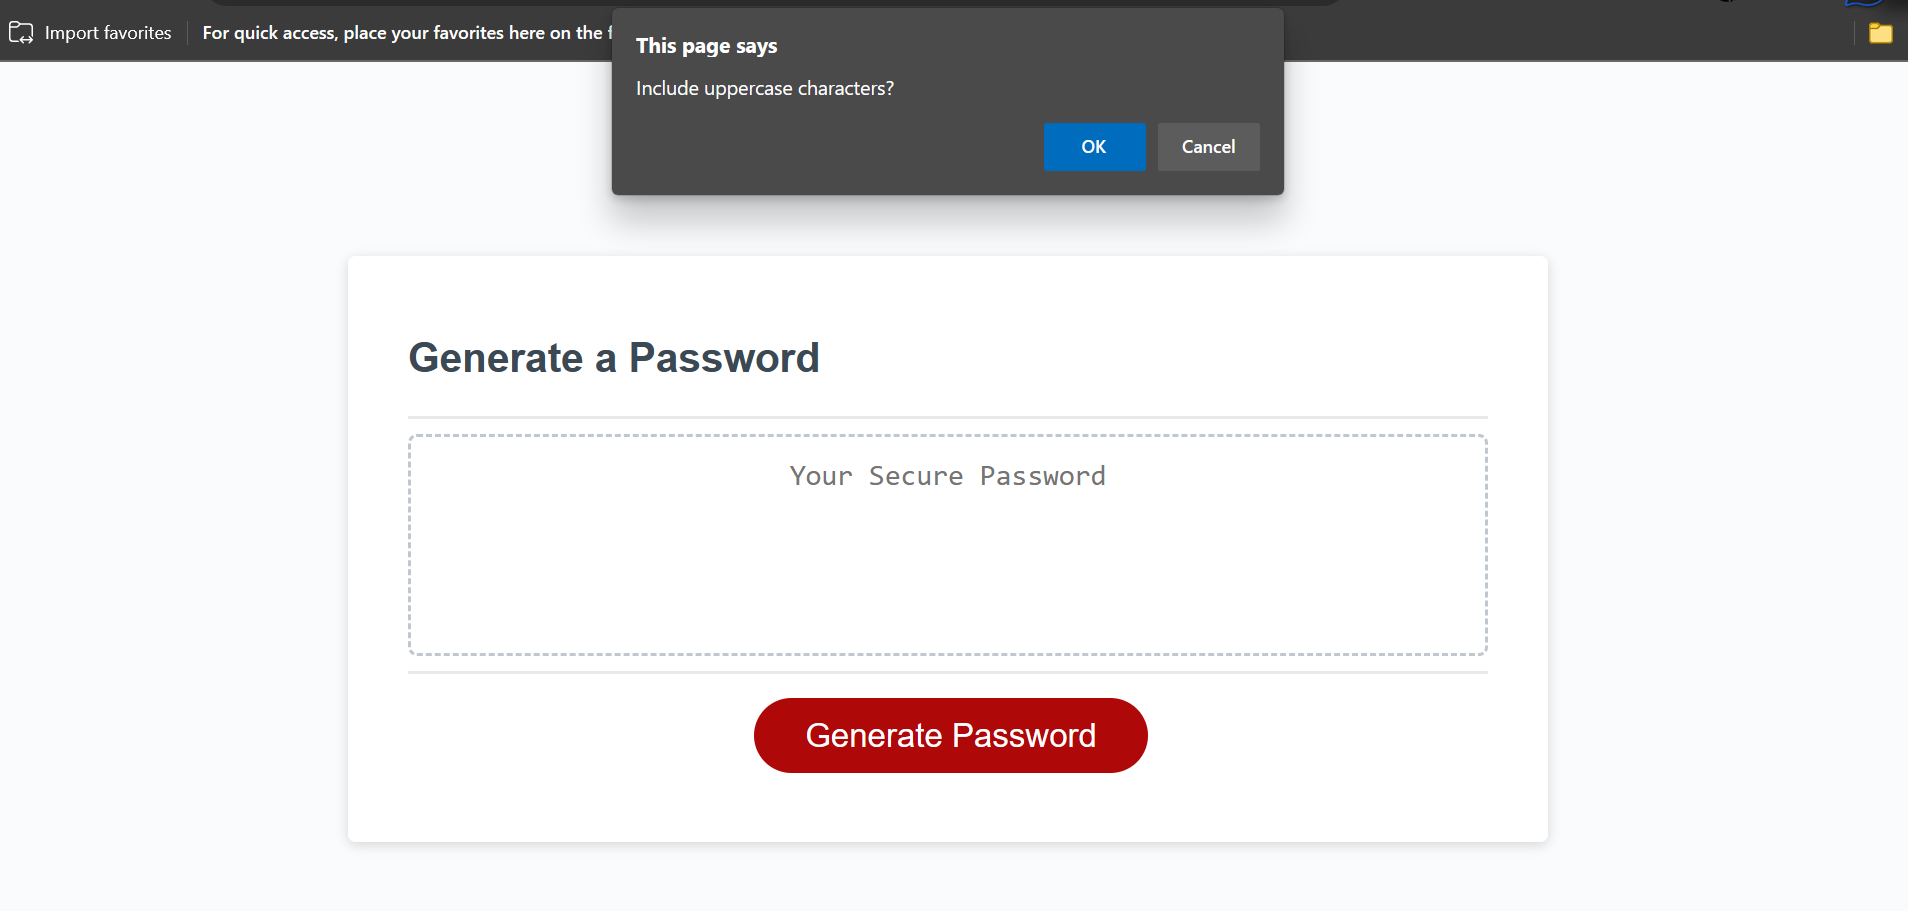 Import favorites
For quick access, place your favorites here on the
This page says
Include uppercase characters?
OK
Cancel
Generate a Password
Your Secure Password
Generate Password